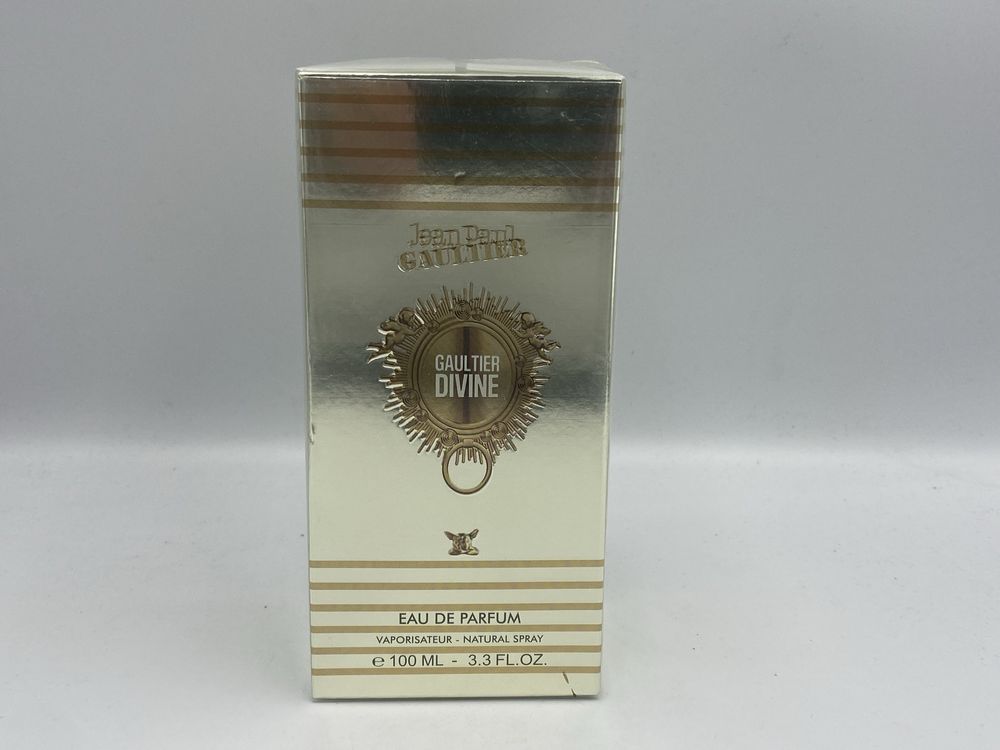 Jean Paul
GAULTIER
GAULTIER
DIVINE
EAU DE PARFUM
VAPORISATEUR - NATURAL SPRAY
℮ 100 ML - 3.3 FL.OZ.